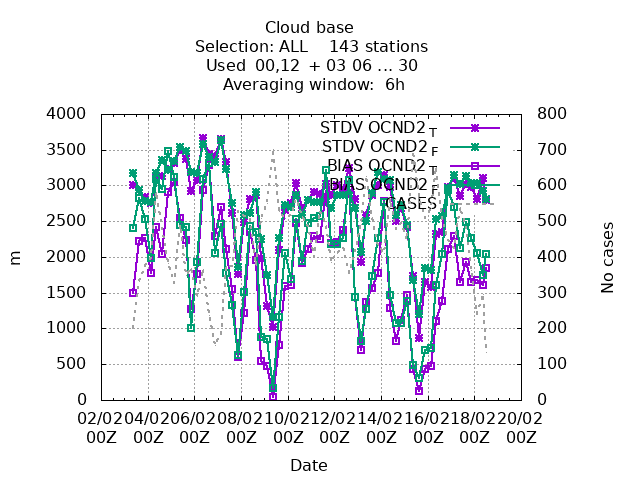 Cloud base
Selection: ALL 143 stations
Used 00,12 + 03 06 ... 30
Averaging window: 6h
4000
3500
3000
2500
2000
1500
1000
500
0
800
700
600
500
400
300
200
100
0
STDV OCND2 T
STDV OCND2 F
BIAS OCND2 T
BIAS OCND2 F
CASES
m
No cases
02/02 04/02 06/02 08/02 10/02 12/02 14/02 16/02 18/02 20/02
00Z 00Z 00Z 00Z 00Z 00Z 00Z 00Z 00Z 00Z
Date